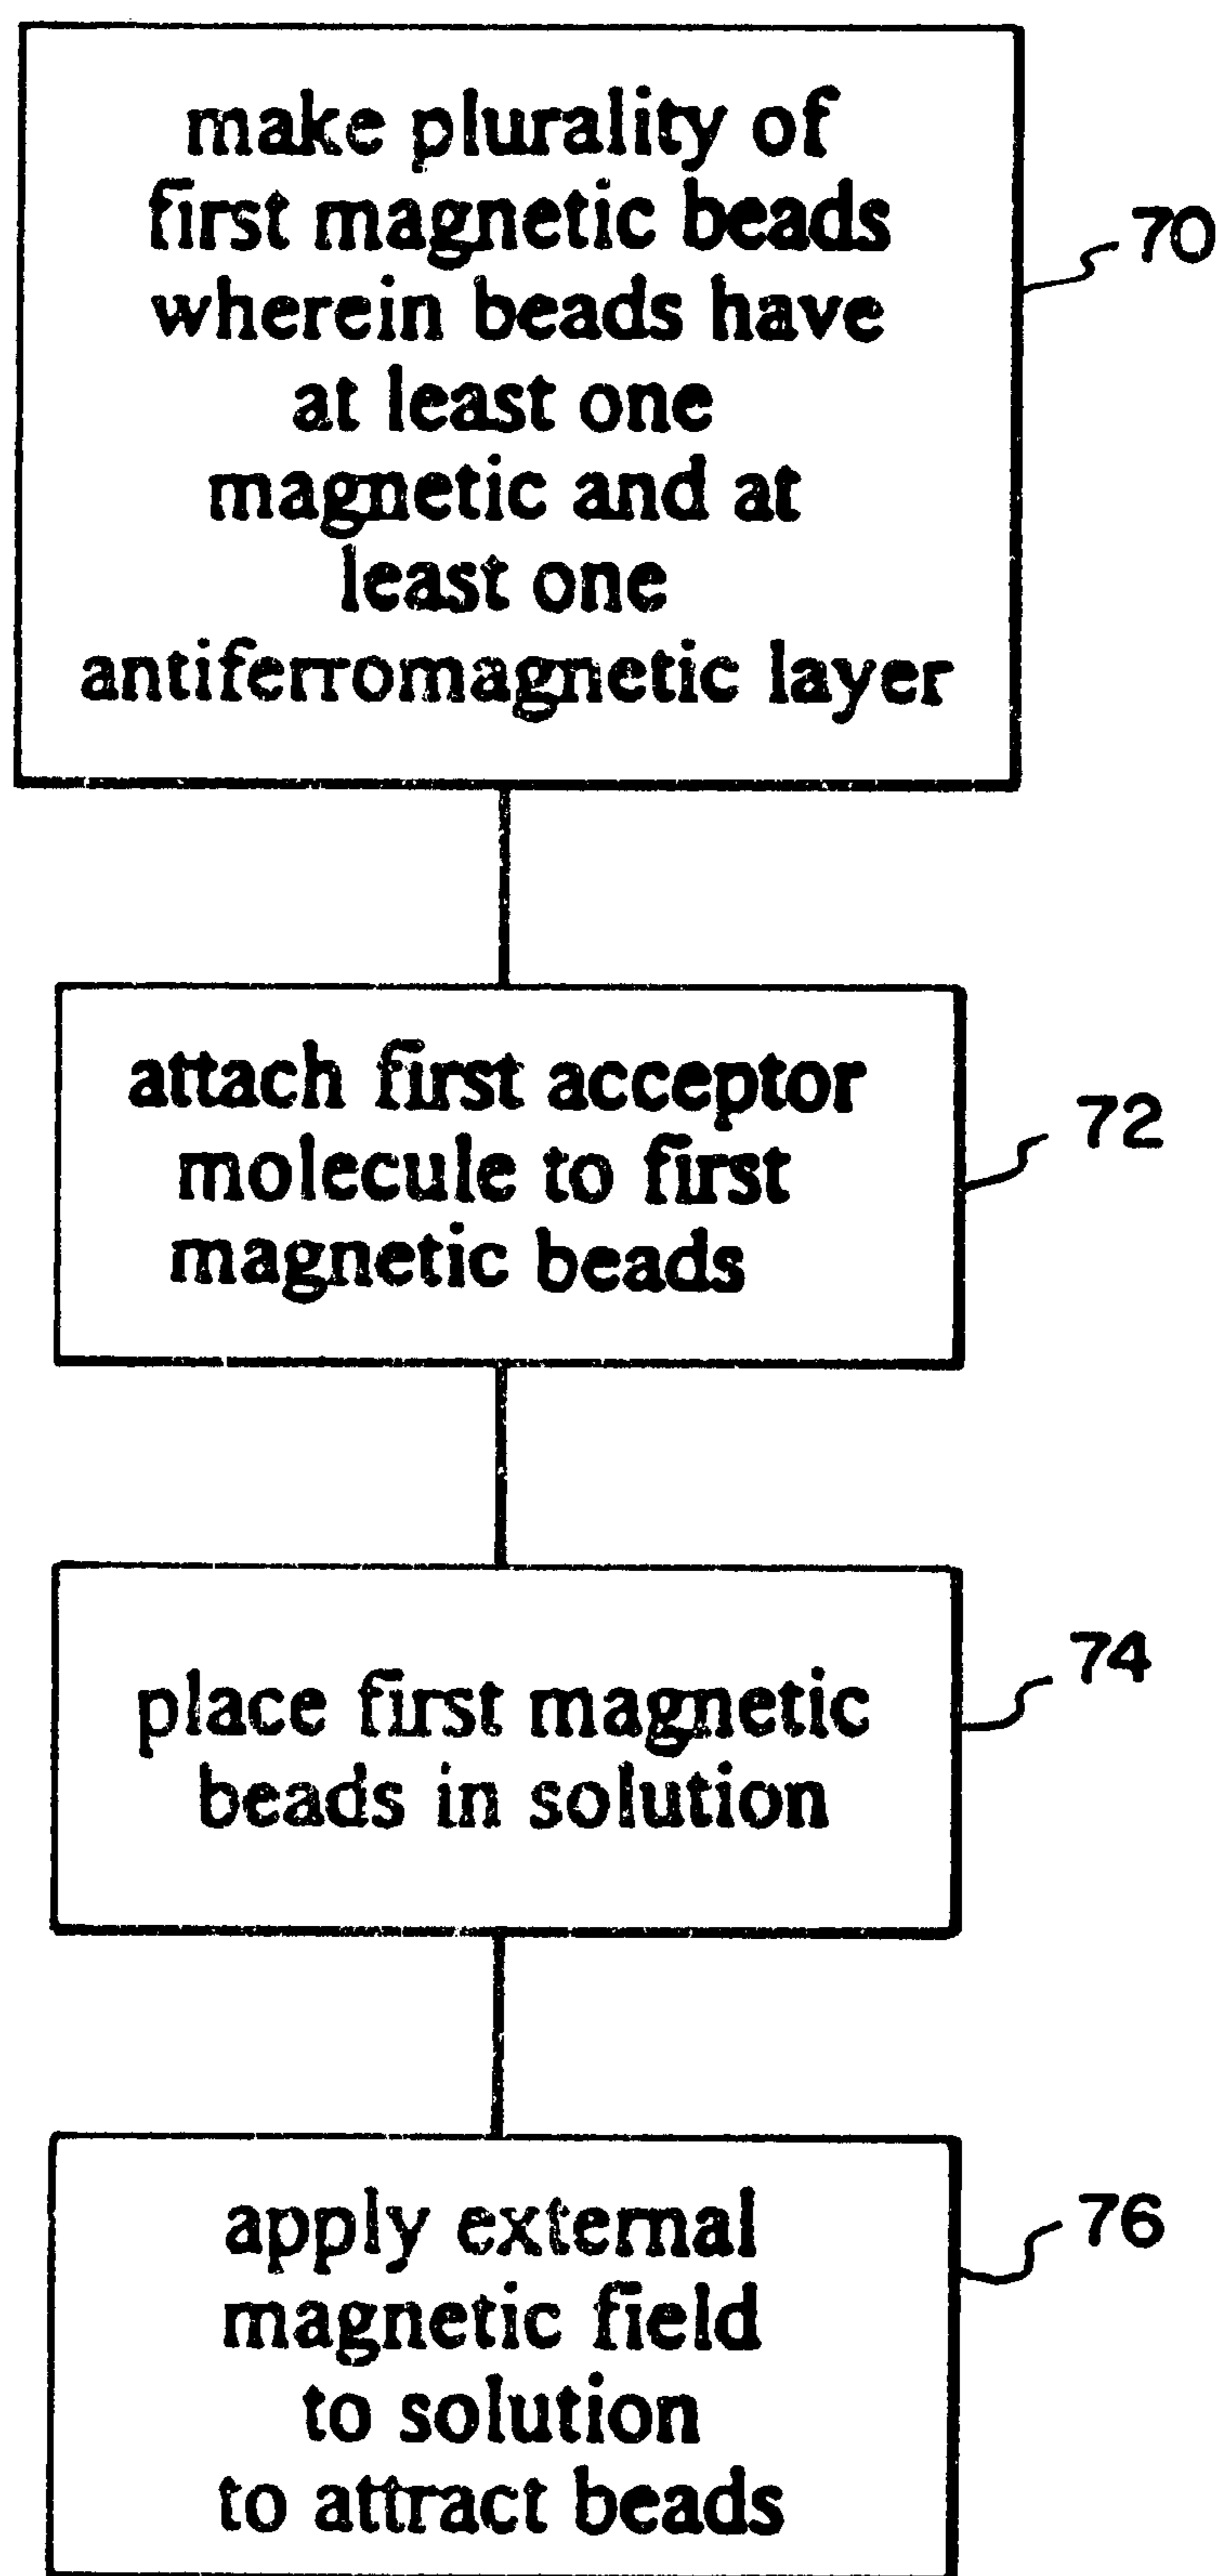 make plurality of
first magnetic beads
wherein beads have
at least one
magnetic and at
least one
antiferromagnetic layer
70
attach first acceptor
molecule to first
magnetic beads
72
place first magnetic
beads in solution
74
apply external
magnetic field
to solution
to attract beads
76